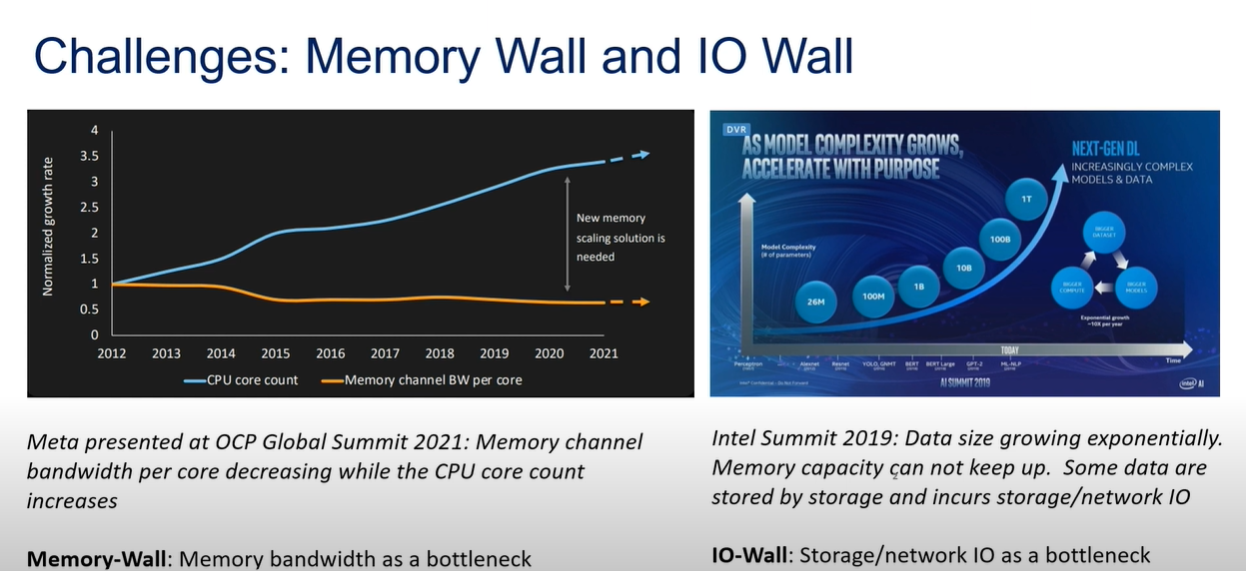 Challenges: Memory Wall and IO Wall
Normalized growth rate
4
3.5
3
2.5
2
1.5
1
0.5
0
New memory
scaling solution is
needed
2012 2013 2014 2015 2016 2017 2018 2019 2020 2021
CPU core count Memory channel BW per core
DVR
AS MODEL COMPLEXITY GROWS,
ACCELERATE WITH PURPOSE
NEXT-GEN DL
INCREASINGLY COMPLEX
MODELS & DATA
Model Complexity
(# of parameters)
26M
100M
1B
10B
100B
1T
BIGGER
DATASET
BIGGER
MODELS
BIGGER
COMPUTE
Exponential growth
~10X per year
TODAY
Time
Perceptron Alexnet Resnet YOLO, GNMT BERT BERT Large GPT-2 ML-NLP
AI SUMMIT 2019
intel AI
Meta presented at OCP Global Summit 2021: Memory channel
bandwidth per core decreasing while the CPU core count
increases
Memory-Wall: Memory bandwidth as a bottleneck
Intel Summit 2019: Data size growing exponentially.
Memory capacity can not keep up. Some data are
stored by storage and incurs storage/network IO
IO-Wall: Storage/network IO as a bottleneck